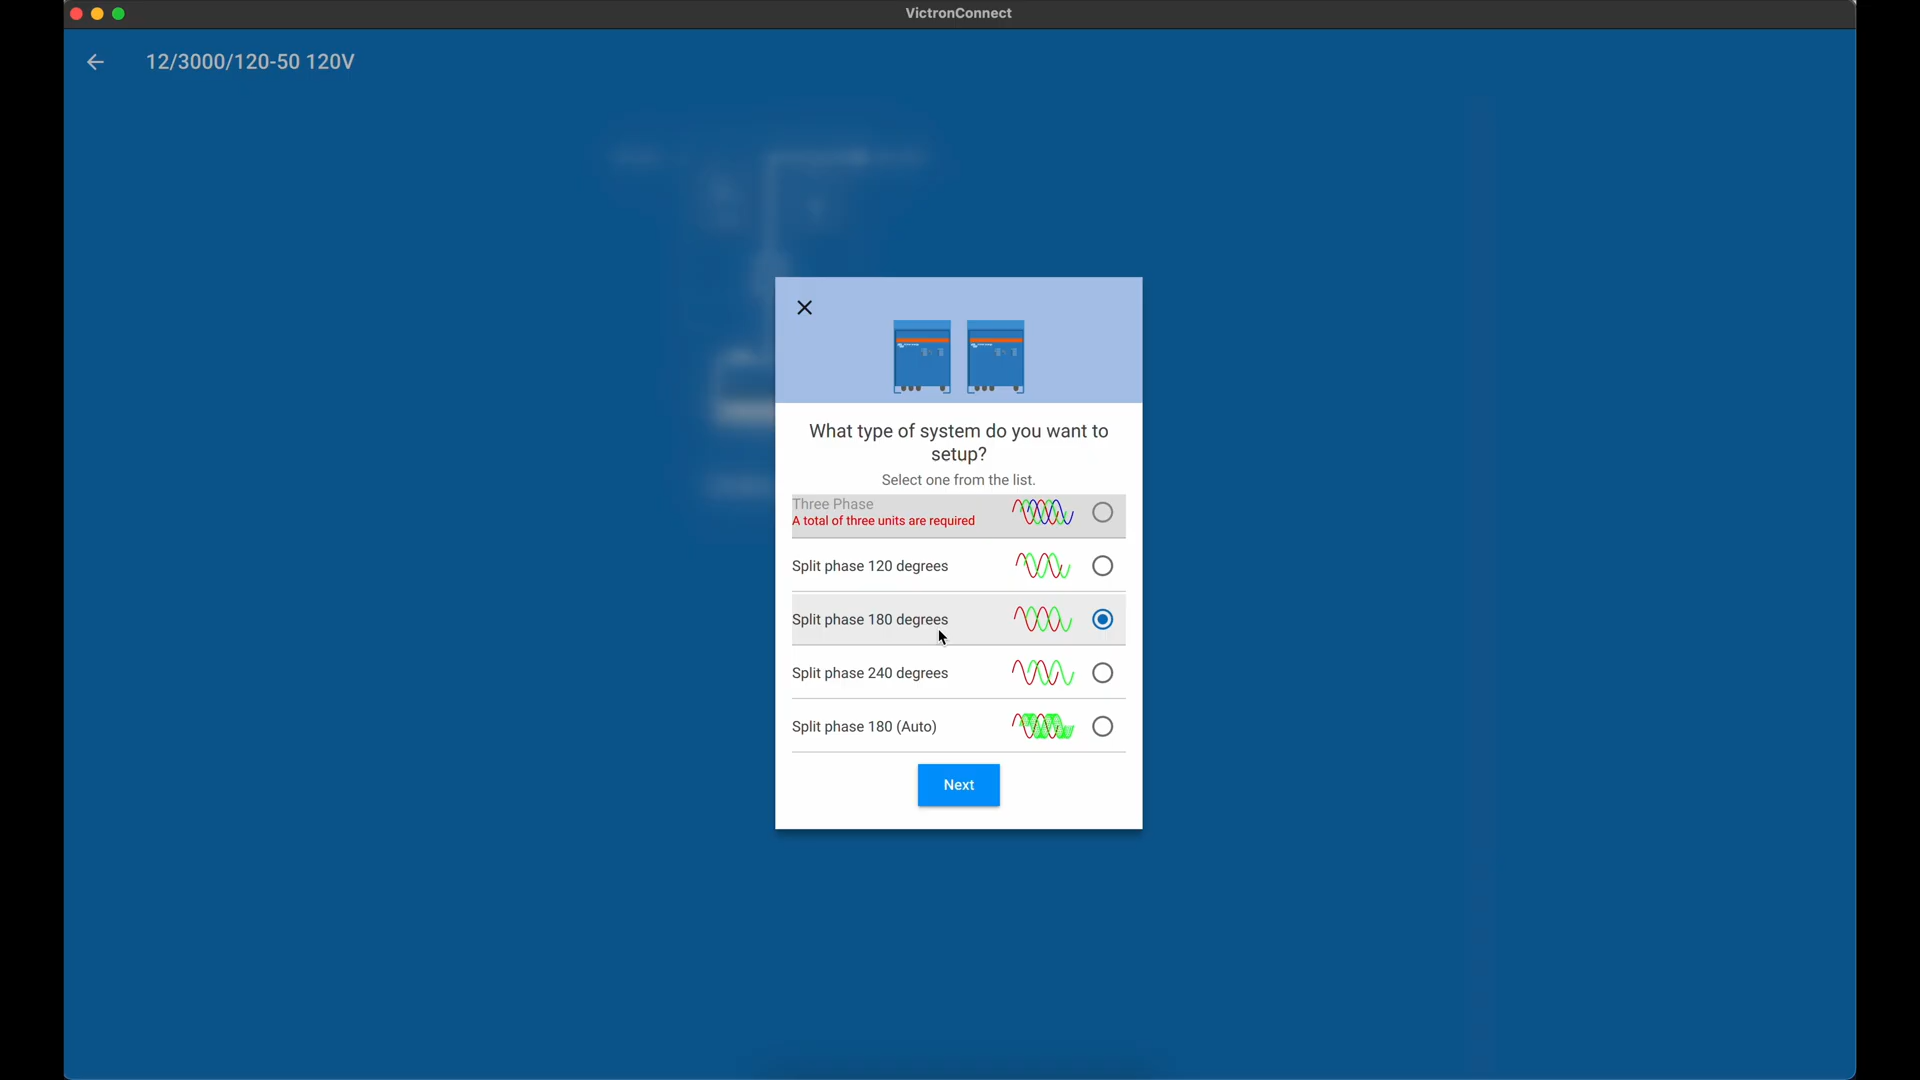 VictronConnect
12/3000/120-50 120V
What type of system do you want to
setup?
Select one from the list.
Three Phase
A total of three units are required
Split phase 120 degrees
Split phase 180 degrees
Split phase 240 degrees
Split phase 180 (Auto)
Next